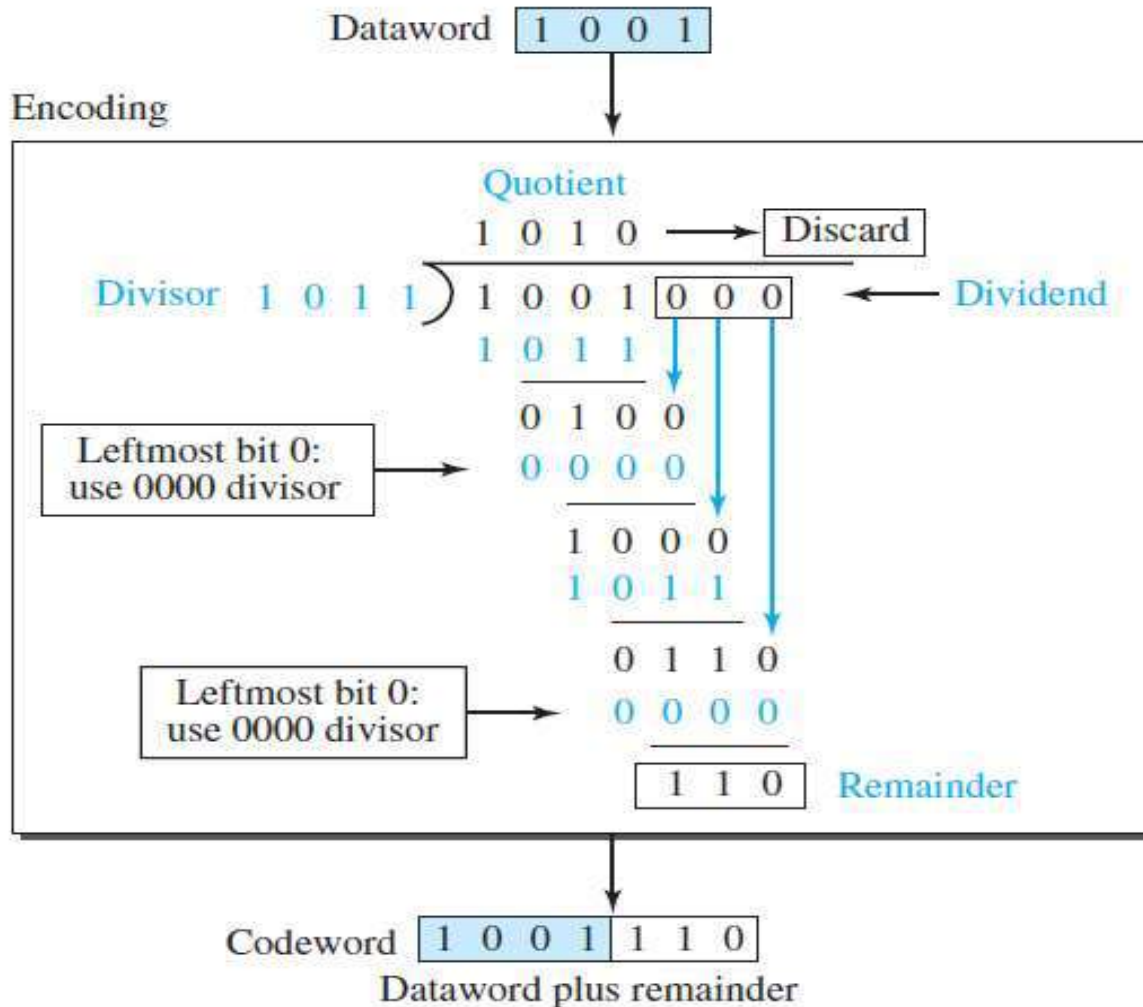 Dataword 1 0 0 1
Encoding
Quotient
1 0 1 0 Discard
Divisor 1 0 1 1 1 0 0 1 0 0 0 Dividend
1 0 1 1
0 1 0 0
Leftmost bit 0:
use 0000 divisor
0 0 0 0
1 0 0 0
1 0 1 1
0 1 1 0
Leftmost bit 0:
use 0000 divisor
0 0 0 0
1 1 0 Remainder
Codeword 1 0 0 1 1 1 0
Dataword plus remainder